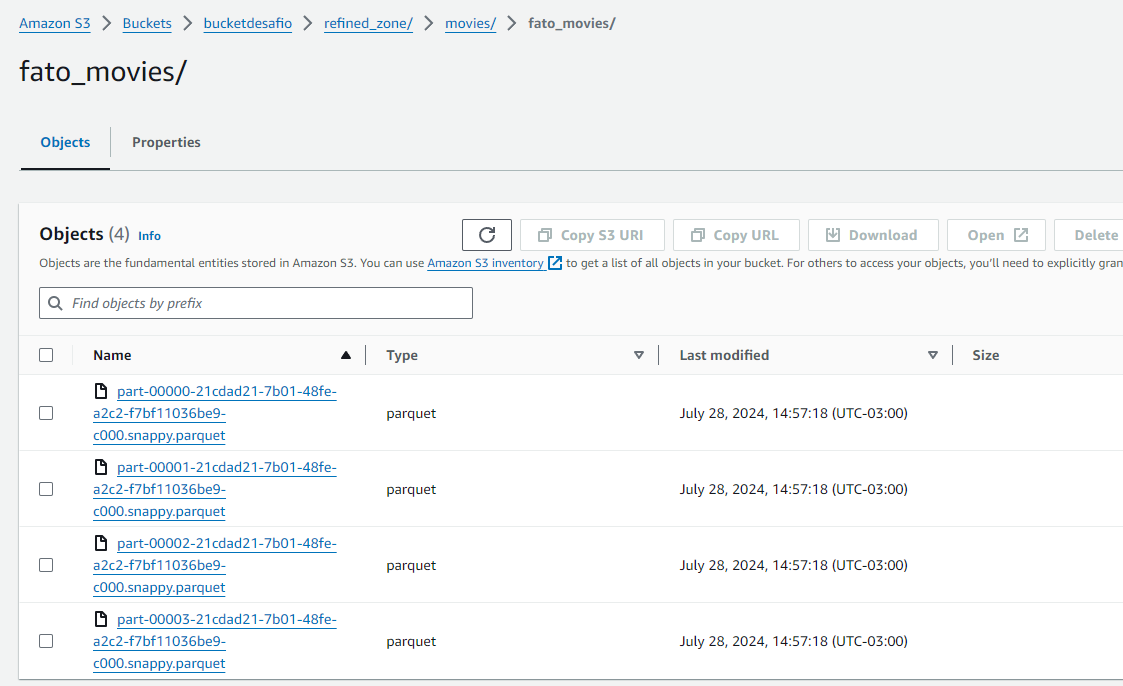 Amazon S3 > Buckets > bucketdesafio > refined_zone/ > movies/ > fato_movies/
fato_movies/
Objects Properties
Objects (4) Info
Copy S3 URI Copy URL Download Open Delete
Objects are the fundamental entities stored in Amazon S3. You can use Amazon S3 inventory to get a list of all objects in your bucket. For others to access your objects, you'll need to explicitly gran
Find objects by prefix
Name Type Last modified Size
part-00000-21cdad21-7b01-48fe-
a2c2-f7bf11036be9-
c000.snappy.parquet
parquet
July 28, 2024, 14:57:18 (UTC-03:00)
part-00001-21cdad21-7b01-48fe-
a2c2-f7bf11036be9-
c000.snappy.parquet
parquet
July 28, 2024, 14:57:18 (UTC-03:00)
part-00002-21cdad21-7b01-48fe-
a2c2-f7bf11036be9-
c000.snappy.parquet
parquet
July 28, 2024, 14:57:18 (UTC-03:00)
part-00003-21cdad21-7b01-48fe-
a2c2-f7bf11036be9-
c000.snappy.parquet
parquet
July 28, 2024, 14:57:18 (UTC-03:00)